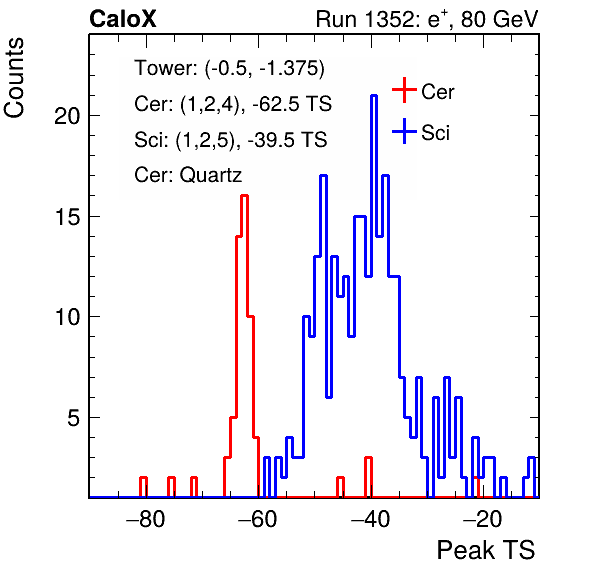 CaloX Run 1352: e⁺, 80 GeV
Counts
Tower: (-0.5, -1.375)
Cer: (1,2,4), -62.5 TS
Sci: (1,2,5), -39.5 TS
Cer: Quartz
Cer
Sci
20
15
10
5
−80 −60 −40 −20
Peak TS